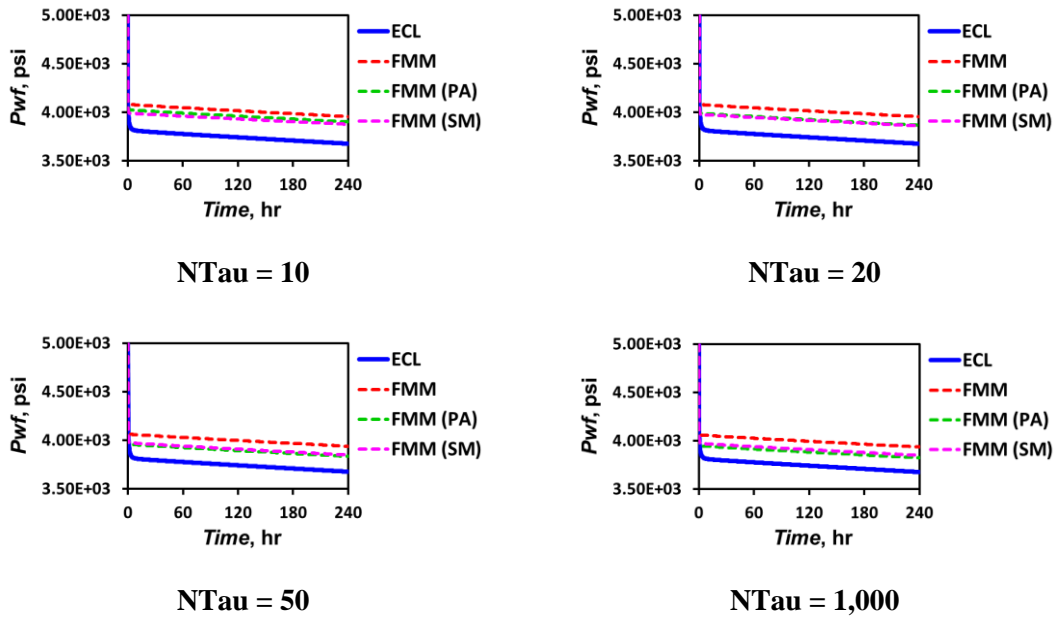 5.00E+03
4.50E+03
4.00E+03
3.50E+03
Pwf, psi
0 60 120 180 240
Time, hr
ECL
FMM
FMM (PA)
FMM (SM)
NTau = 10
5.00E+03
4.50E+03
4.00E+03
3.50E+03
Pwf, psi
0 60 120 180 240
Time, hr
ECL
FMM
FMM (PA)
FMM (SM)
NTau = 20
5.00E+03
4.50E+03
4.00E+03
3.50E+03
Pwf, psi
0 60 120 180 240
Time, hr
ECL
FMM
FMM (PA)
FMM (SM)
NTau = 50
5.00E+03
4.50E+03
4.00E+03
3.50E+03
Pwf, psi
0 60 120 180 240
Time, hr
ECL
FMM
FMM (PA)
FMM (SM)
NTau = 1,000